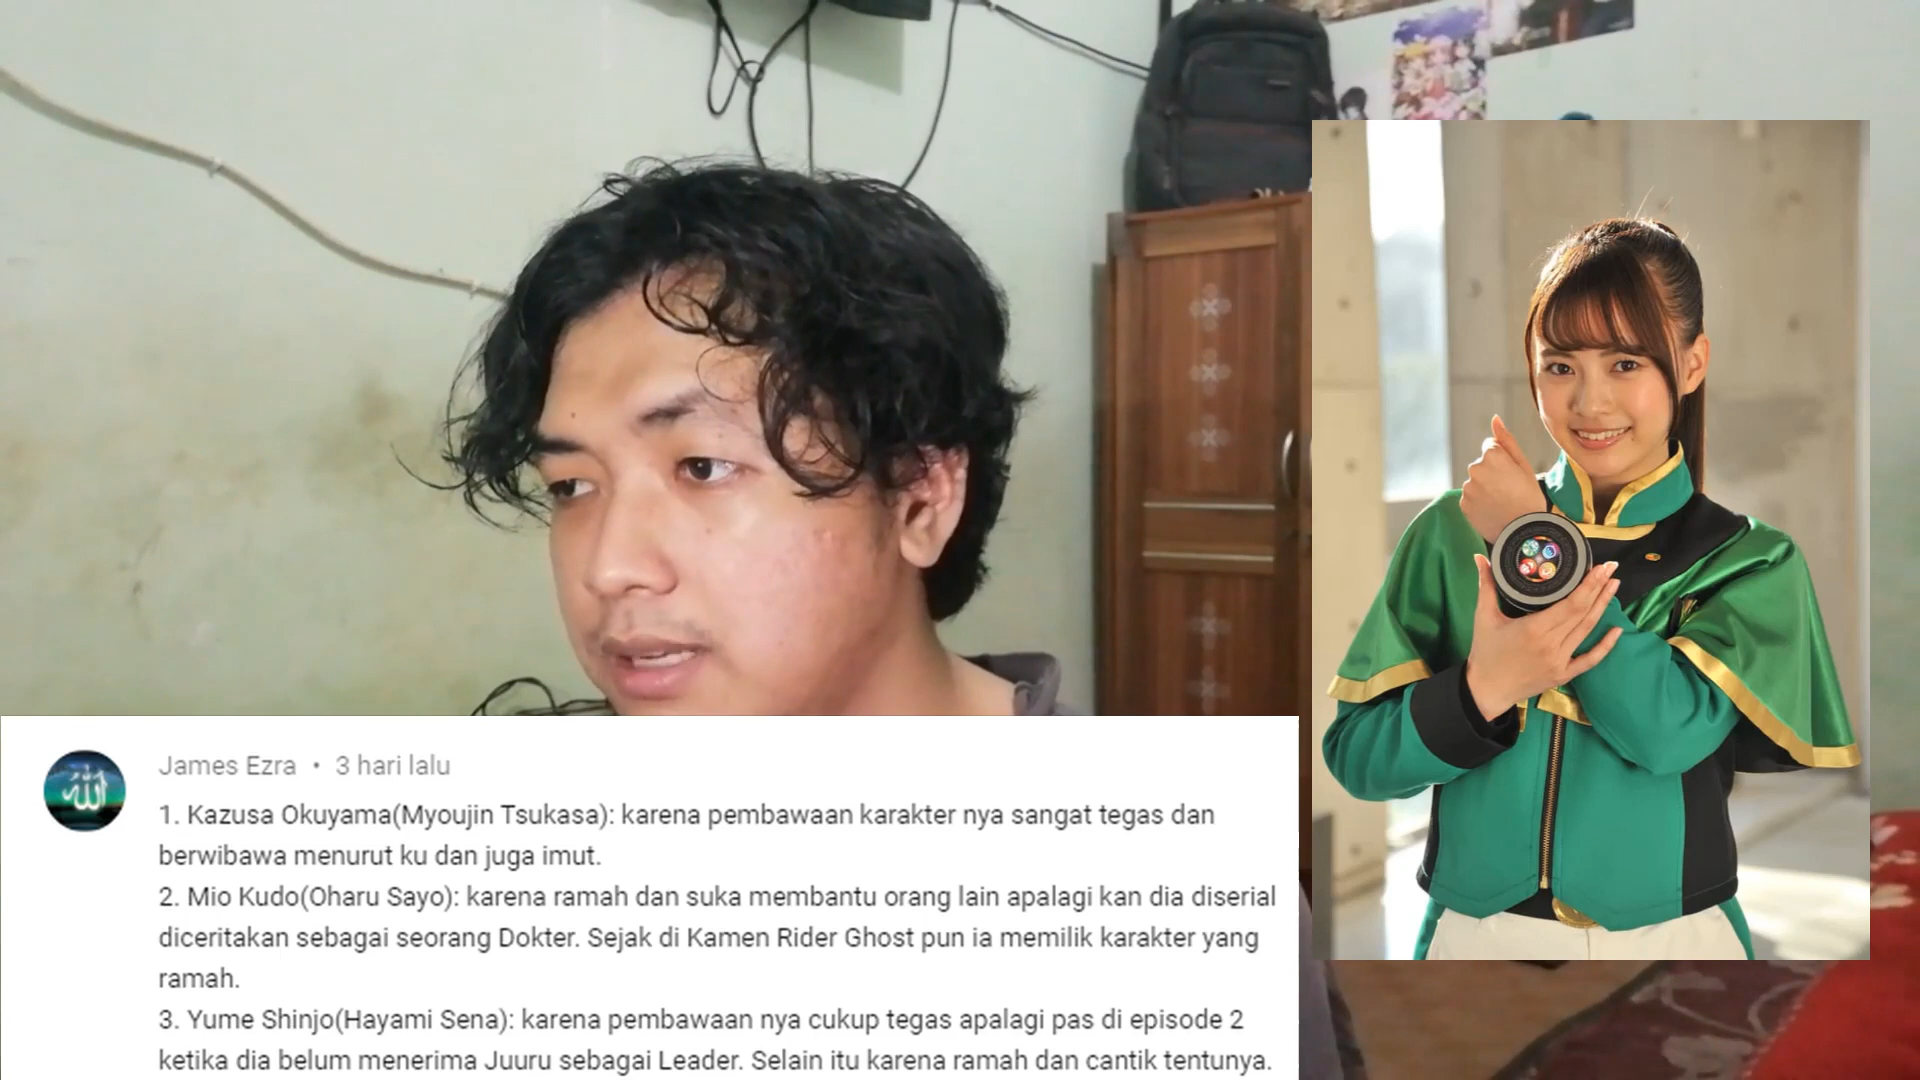 James Ezra • 3 hari lalu
1. Kazusa Okuyama(Myoujin Tsukasa): karena pembawaan karakter nya sangat tegas dan
berwibawa menurut ku dan juga imut.
2. Mio Kudo(Oharu Sayo): karena ramah dan suka membantu orang lain apalagi kan dia diserial
diceritakan sebagai seorang Dokter. Sejak di Kamen Rider Ghost pun ia memilik karakter yang
ramah.
3. Yume Shinjo(Hayami Sena): karena pembawaan nya cukup tegas apalagi pas di episode 2
ketika dia belum menerima Juuru sebagai Leader. Selain itu karena ramah dan cantik tentunya.